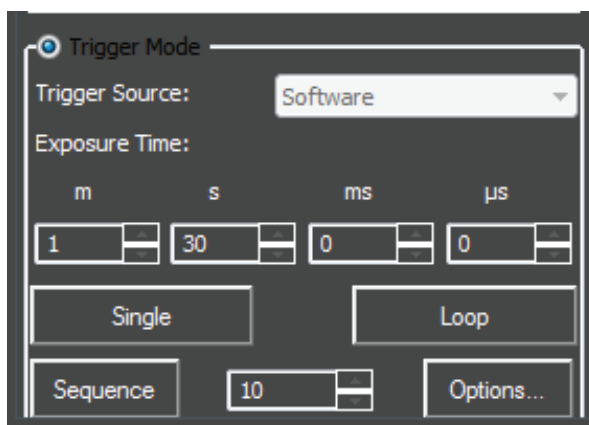 Trigger Mode
Trigger Source: Software
Exposure Time:
m s ms µs
1 30 0 0
Single Loop
Sequence 10 Options...